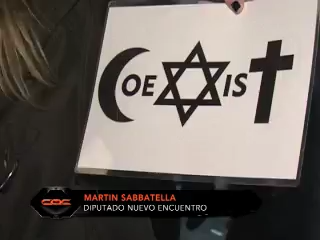 COEXIST
CQC
MARTIN SABBATELLA
DIPUTADO NUEVO ENCUENTRO